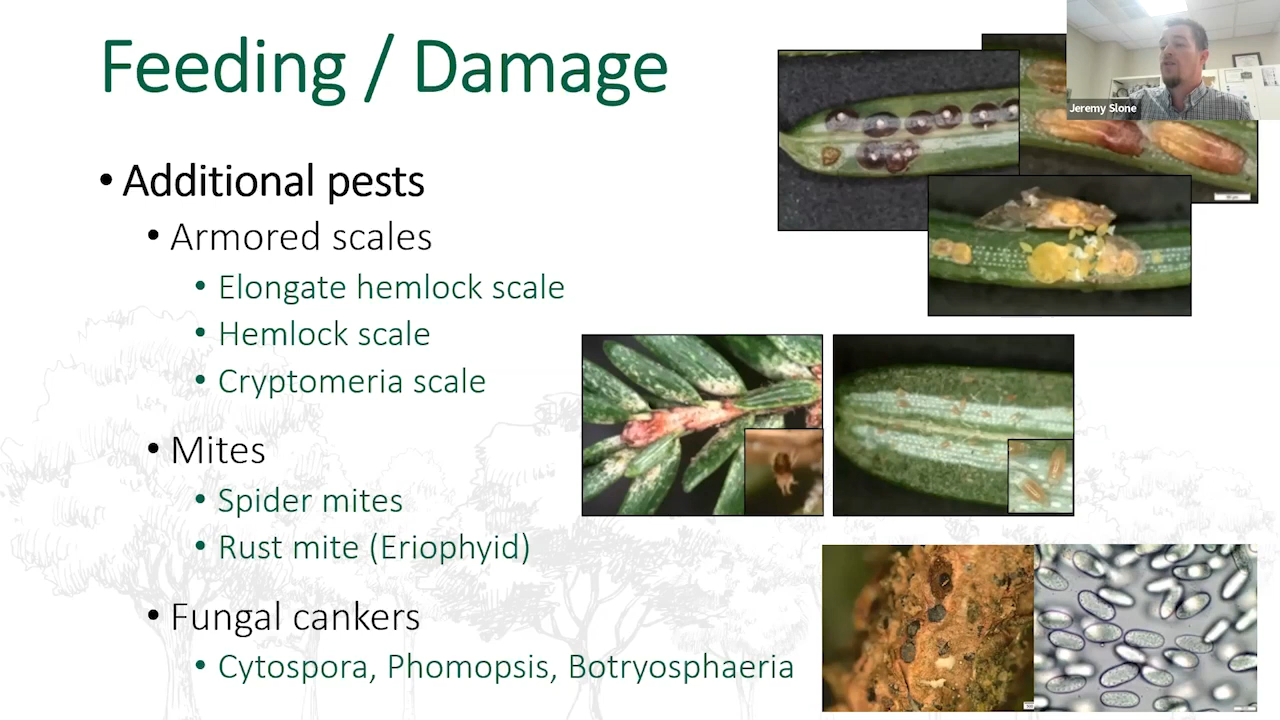 Feeding / Damage
• Additional pests
• Armored scales
• Elongate hemlock scale
• Hemlock scale
• Cryptomeria scale
• Mites
• Spider mites
• Rust mite (Eriophyid)
• Fungal cankers
• Cytospora, Phomopsis, Botryosphaeria
Jeremy Slone